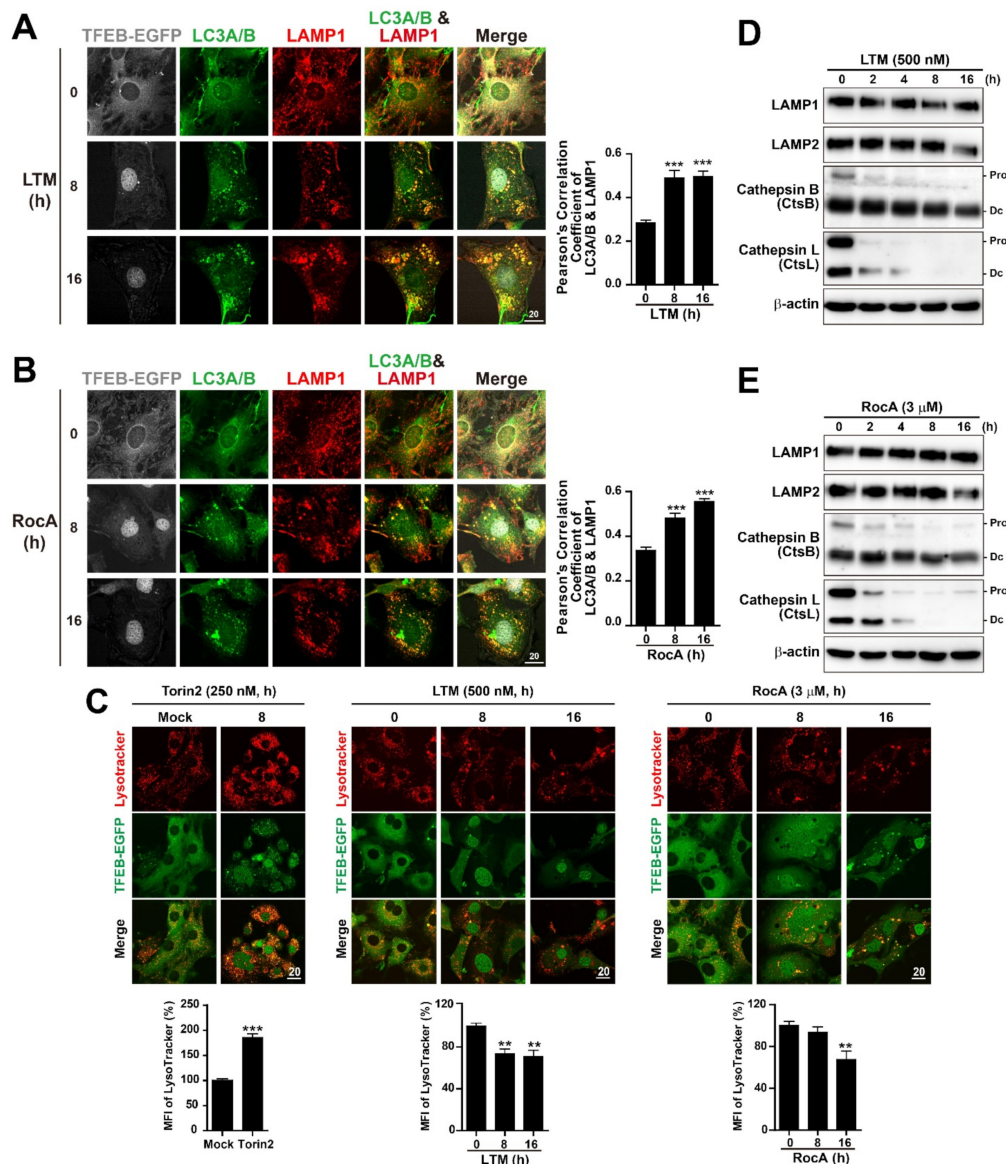 A
TFEB-EGFP
LC3A/B
LAMP1
LC3A/B &
LAMP1
Merge
0
LTM
(h)
8
16
20
Pearson's Correlation
Coefficient of
LC3A/B & LAMP1
0.6
0.4
0.2
0.0
***
***
0 8 16
LTM (h)
B
TFEB-EGFP
LC3A/B
LAMP1
LC3A/B&
LAMP1
Merge
0
RocA
(h)
8
16
20
Pearson's Correlation
Coefficient of
LC3A/B & LAMP1
0.6
0.4
0.2
0.0
***
***
0 8 16
RocA (h)
C
Torin2 (250 nM, h)
Mock 8
Lysotracker
TFEB-EGFP
Merge
20
MFI of LysoTracker (%)
250
200
150
100
50
0
***
Mock Torin2
LTM (500 nM, h)
0 8 16
Lysotracker
TFEB-EGFP
Merge
20
MFI of LysoTracker (%)
120
80
40
0
**
**
0 8 16
LTM (h)
RocA (3 μM, h)
0 8 16
Lysotracker
TFEB-EGFP
Merge
20
MFI of LysoTracker (%)
120
80
40
0
**
0 8 16
RocA (h)
D
LTM (500 nM)
0 2 4 8 16 (h)
LAMP1
LAMP2
Cathepsin B
(CtsB)
- Pro
- Dc
Cathepsin L
(CtsL)
- Pro
- Dc
β-actin
E
RocA (3 μM)
0 2 4 8 16 (h)
LAMP1
LAMP2
Cathepsin B
(CtsB)
- Pro
- Dc
Cathepsin L
(CtsL)
- Pro
- Dc
β-actin